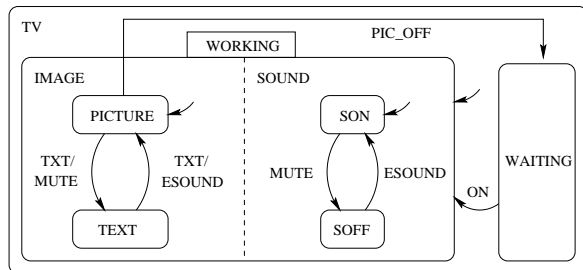 TV
PIC_OFF
WORKING
IMAGE
SOUND
PICTURE
SON
TXT/
MUTE
TXT/
ESOUND
MUTE
ESOUND
WAITING
ON
TEXT
SOFF